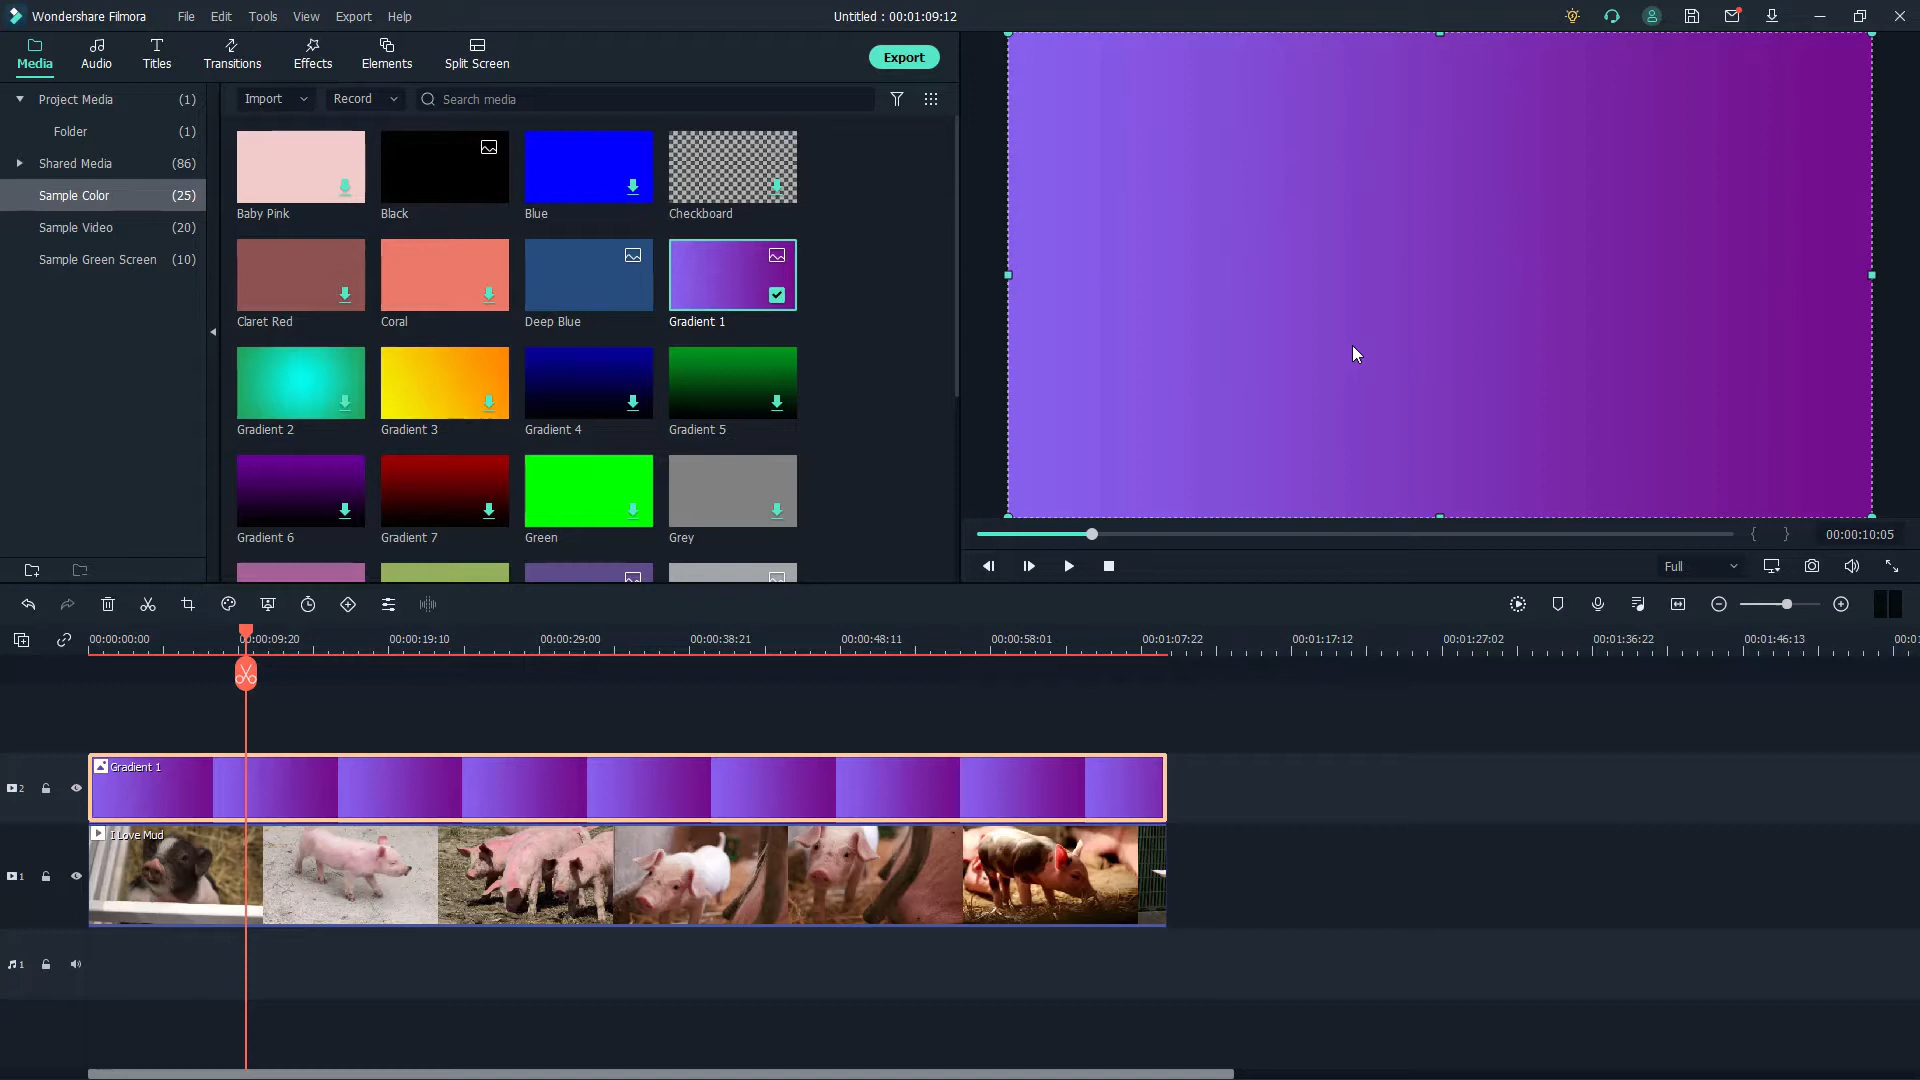 Wondershare Filmora File Edit Tools View Export Help Untitled : 00:01:09:12
Media Audio Titles Transitions Effects Elements Split Screen Export
Project Media (1)
Folder (1)
Shared Media (86)
Sample Color (25)
Sample Video (20)
Sample Green Screen (10)
Import Record Search media
Baby Pink Black Blue Checkboard
Claret Red Coral Deep Blue Gradient 1
Gradient 2 Gradient 3 Gradient 4 Gradient 5
Gradient 6 Gradient 7 Green Grey
{ } 00:00:10:05
Full
00:00:00:00 00:00:09:20 00:00:19:10 00:00:29:00 00:00:38:21 00:00:48:11 00:00:58:01 00:01:07:22 00:01:17:12 00:01:27:02 00:01:36:22 00:01:46:13 00:01
2 Gradient 1
I Love Mud
1
1